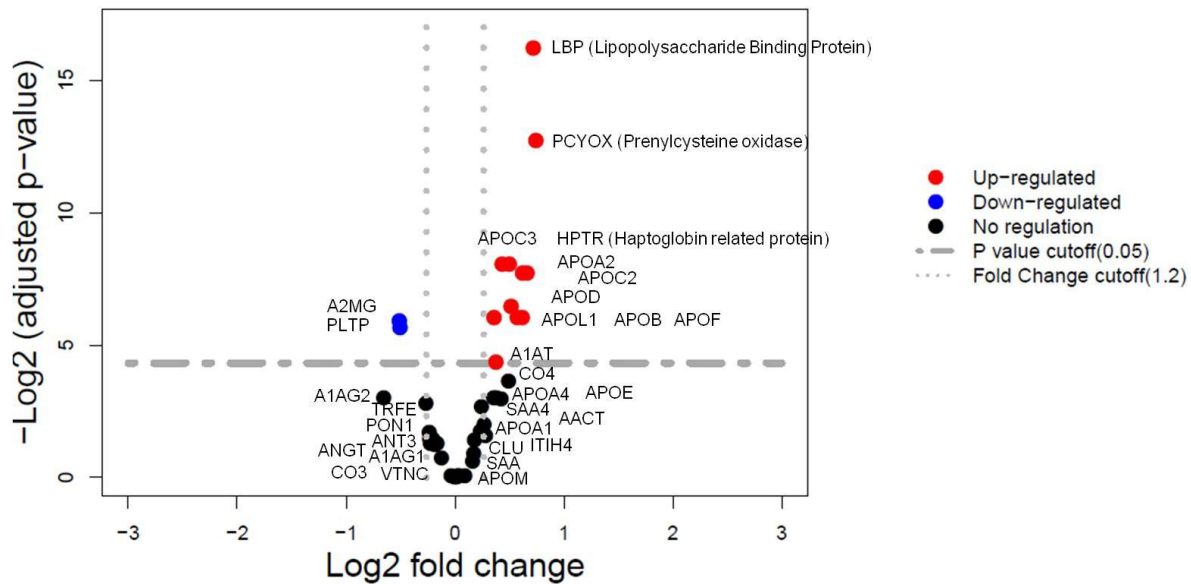 LBP (Lipopolysaccharide Binding Protein)
PCYOX (Prenylcysteine oxidase)
APOC3 HPTR (Haptoglobin related protein)
APOA2
APOC2
APOD
APOL1 APOB APOF
A2MG
PLTP
A1AT
CO4
APOA4 APOE
SAA4
AACT
APOA1
CLU ITIH4
SAA
APOM
A1AG2
TRFE
PON1
ANT3
ANGT A1AG1
CO3 VTNC
15
10
5
0
−Log2 (adjusted p−value)
−3 −2 −1 0 1 2 3
Log2 fold change
Up−regulated
Down−regulated
No regulation
P value cutoff(0.05)
Fold Change cutoff(1.2)